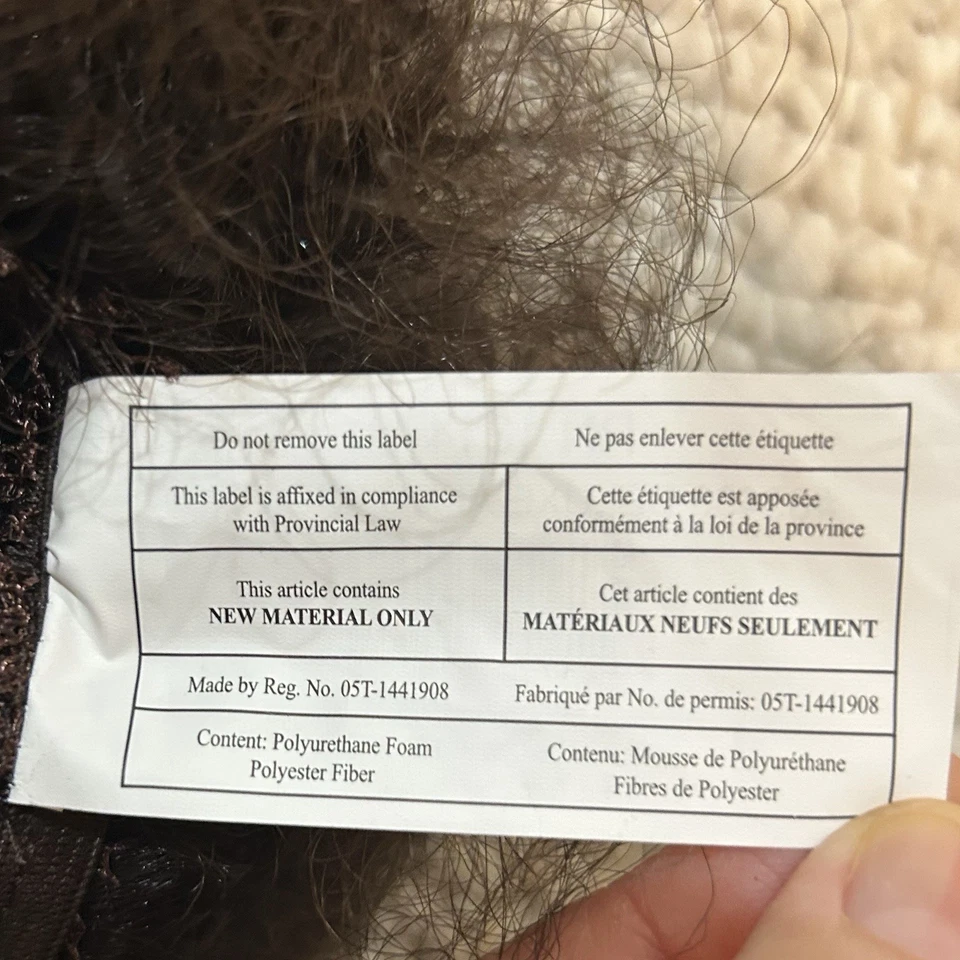 Do not remove this label
Ne pas enlever cette étiquette
This label is affixed in compliance
with Provincial Law
Cette étiquette est apposée
conformément à la loi de la province
This article contains
NEW MATERIAL ONLY
Cet article contient des
MATÉRIAUX NEUFS SEULEMENT
Made by Reg. No. 05T-1441908
Fabriqué par No. de permis: 05T-1441908
Content: Polyurethane Foam
Polyester Fiber
Contenu: Mousse de Polyuréthane
Fibres de Polyester